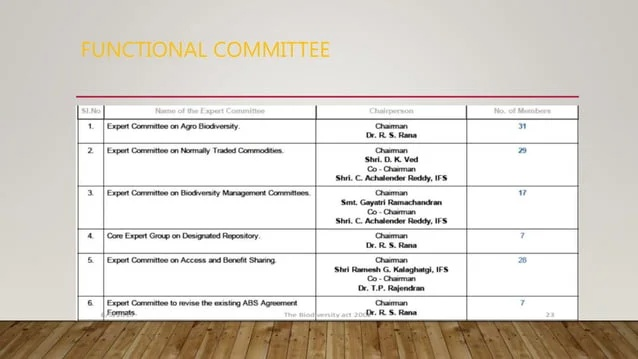 FUNCTIONAL COMMITTEE
Sl.No Name of the Expert Committee Chairperson No. of Members
1. Expert Committee on Agro Biodiversity. Chairman 31
Dr. R. S. Rana
2. Expert Committee on Normally Traded Commodities. Chairman 29
Shri. D. K. Ved
Co - Chairman
Shri. C. Achalender Reddy, IFS
3. Expert Committee on Biodiversity Management Committees. Chairman 17
Smt. Gayatri Ramachandran
Co - Chairman
Shri. C. Achalender Reddy, IFS
4. Core Expert Group on Designated Repository. Chairman 7
Dr. R. S. Rana
5. Expert Committee on Access and Benefit Sharing. Chairman 26
Shri Ramesh G. Kalaghatgi, IFS
Co - Chairman
Dr. T.P. Rajendran
6. Expert Committee to revise the existing ABS Agreement Chairman 7
Formats. Dr. R. S. Rana
The Biodiversity act 23